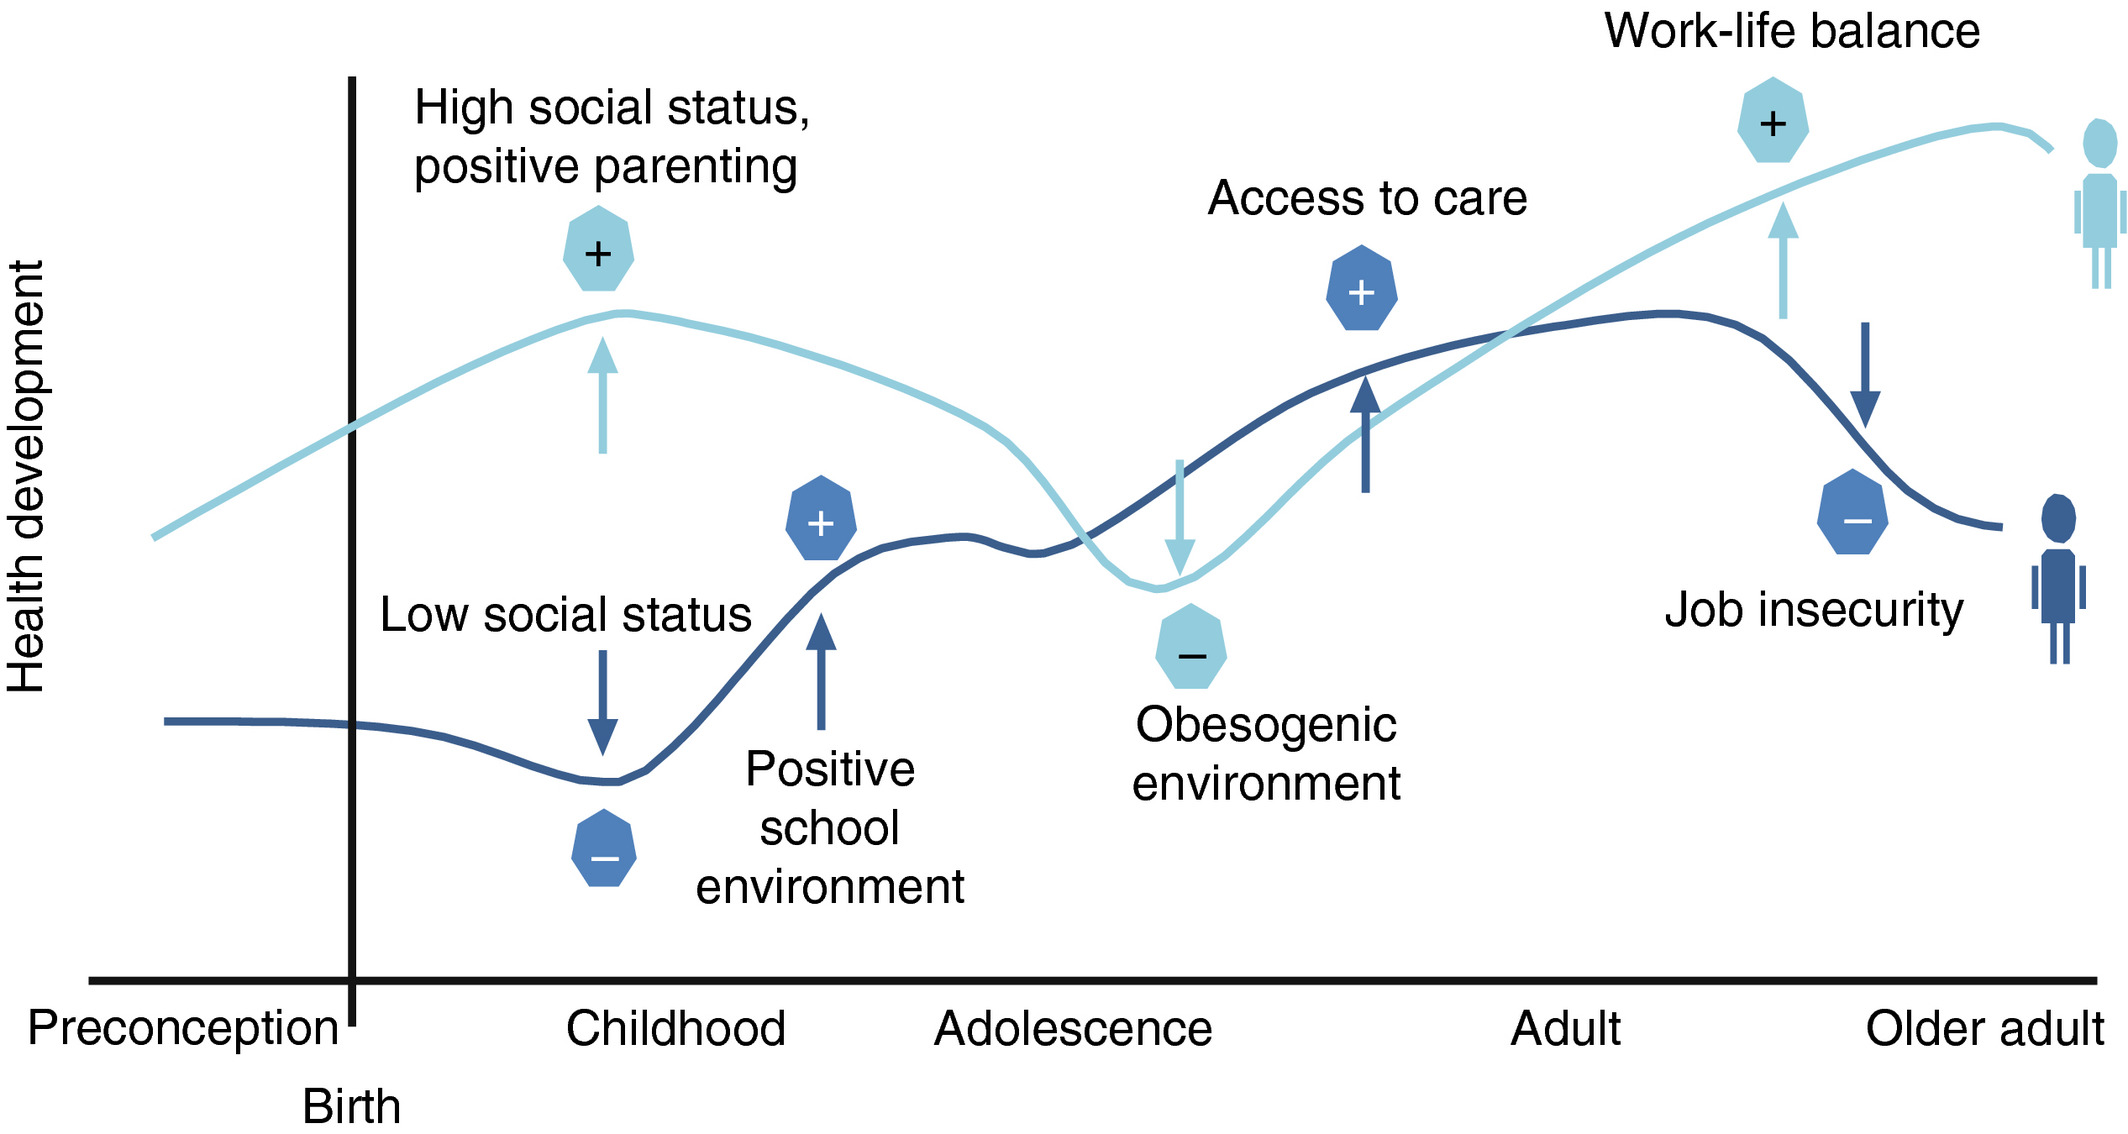 Work-life balance
+
High social status,
positive parenting
+
Access to care
+
Health development
+
Low social status
–
Job insecurity
–
Obesogenic
environment
Positive
school
environment
–
Preconception
Childhood
Adolescence
Adult
Older adult
Birth